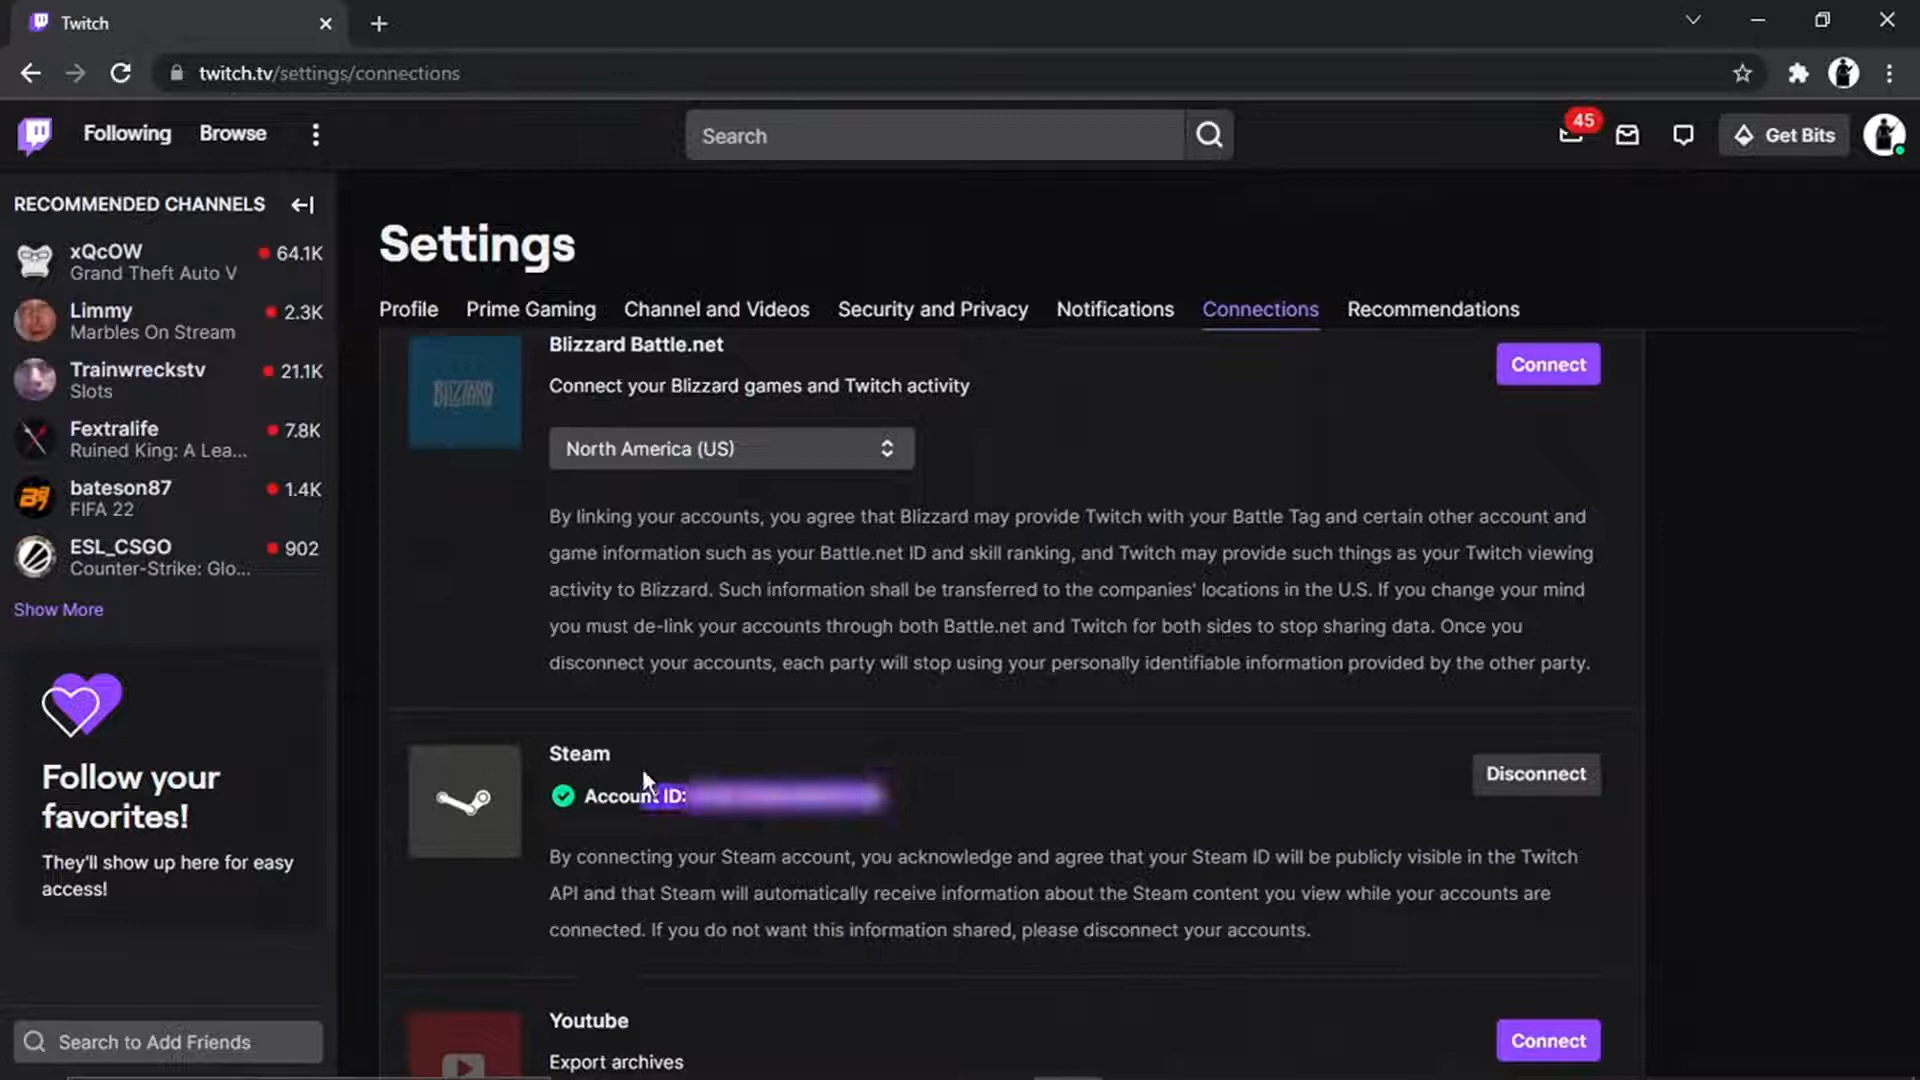 Twitch
twitch.tv/settings/connections
Following
Browse
Search
45
Get Bits
RECOMMENDED CHANNELS
xQcOW
64.1K
Grand Theft Auto V
Limmy
2.3K
Marbles On Stream
Trainwreckstv
21.1K
Slots
Fextralife
7.8K
Ruined King: A Lea...
bateson87
1.4K
FIFA 22
ESL_CSGO
902
Counter-Strike: Glo...
Show More
Follow your
favorites!
They'll show up here for easy
access!
Search to Add Friends
Settings
Profile
Prime Gaming
Channel and Videos
Security and Privacy
Notifications
Connections
Recommendations
BLIZZARD
Blizzard Battle.net
Connect
Connect your Blizzard games and Twitch activity
North America (US)
By linking your accounts, you agree that Blizzard may provide Twitch with your Battle Tag and certain other account and
game information such as your Battle.net ID and skill ranking, and Twitch may provide such things as your Twitch viewing
activity to Blizzard. Such information shall be transferred to the companies' locations in the U.S. If you change your mind
you must de-link your accounts through both Battle.net and Twitch for both sides to stop sharing data. Once you
disconnect your accounts, each party will stop using your personally identifiable information provided by the other party.
Steam
Disconnect
Account ID:
By connecting your Steam account, you acknowledge and agree that your Steam ID will be publicly visible in the Twitch
API and that Steam will automatically receive information about the Steam content you view while your accounts are
connected. If you do not want this information shared, please disconnect your accounts.
Youtube
Connect
Export archives